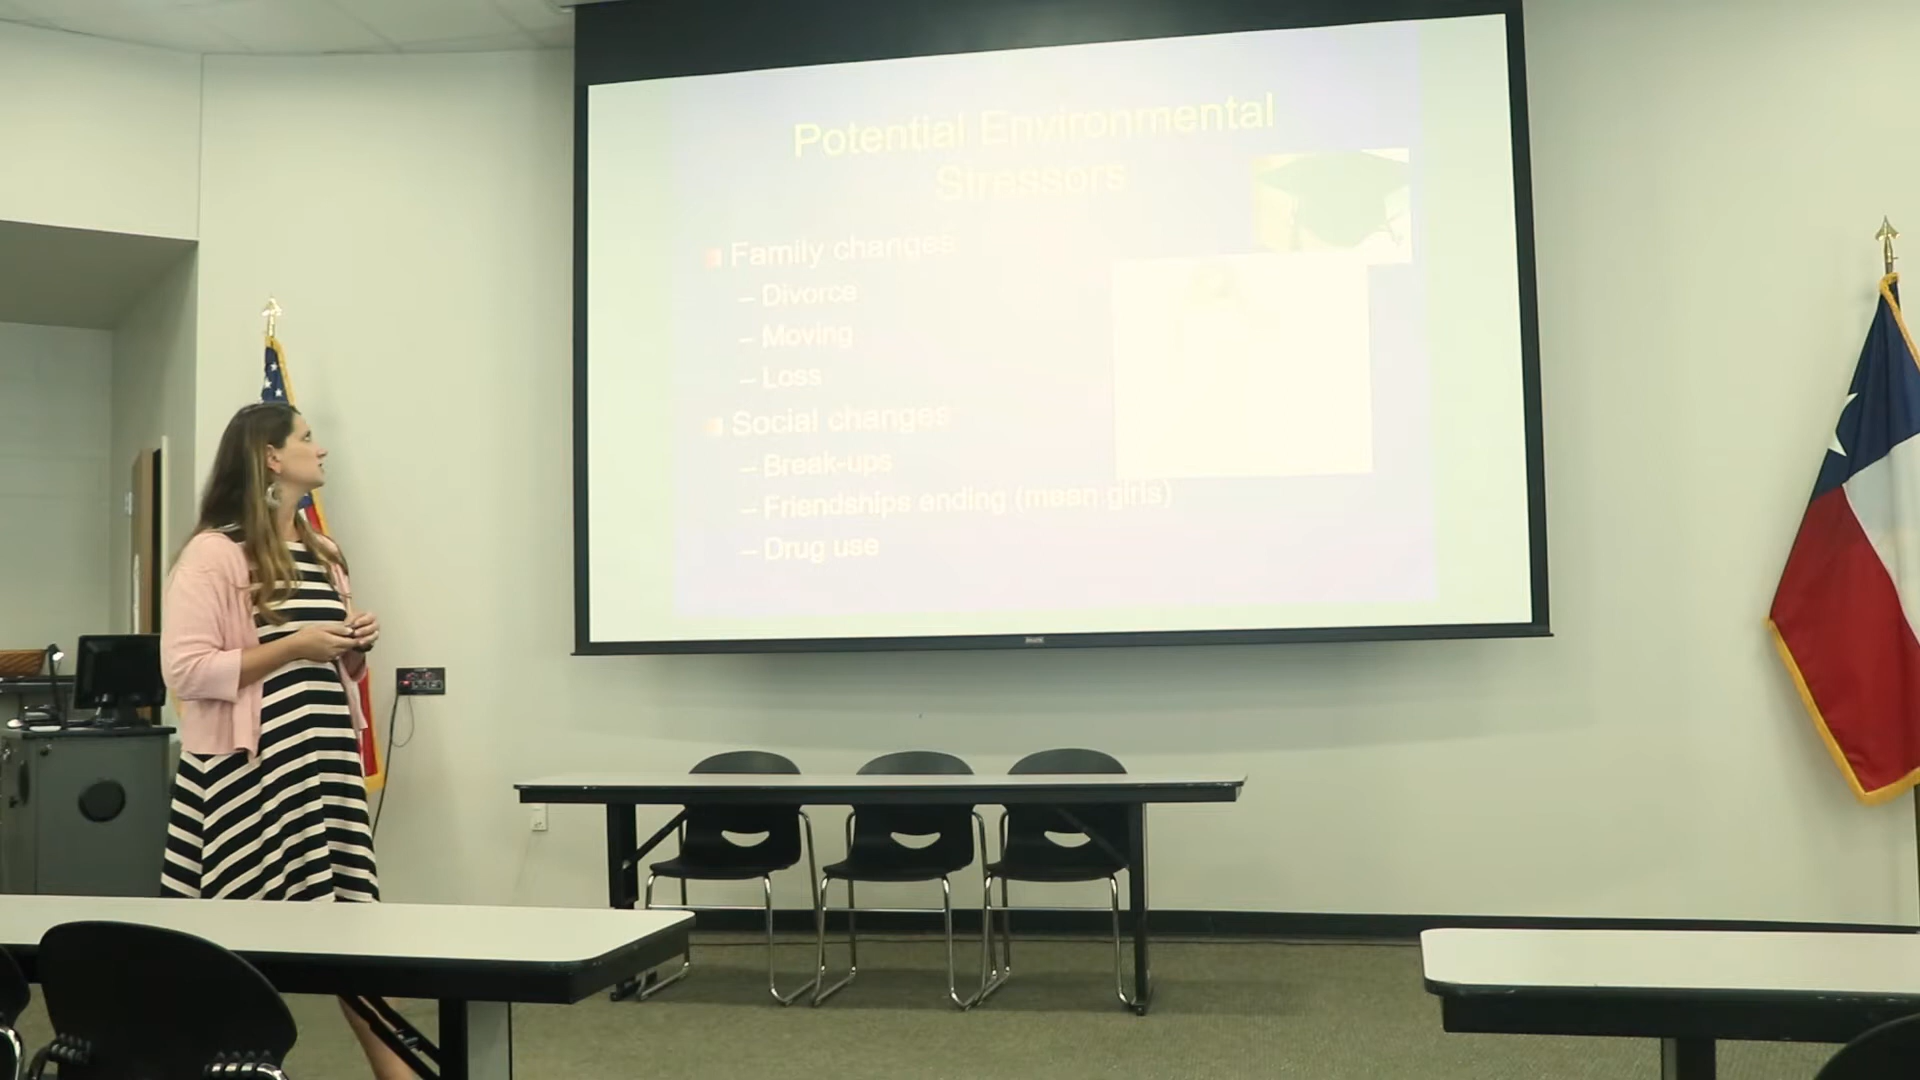 Potential Environmental
Stressors
Family changes
– Divorce
– Moving
– Loss
Social changes
– Break-ups
– Friendships ending (mean girls)
– Drug use